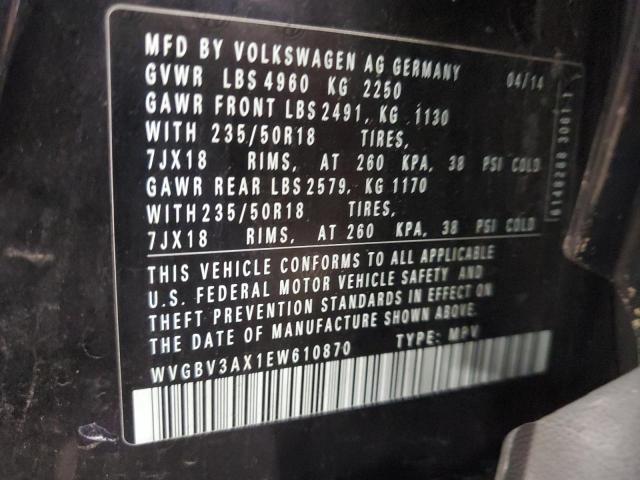 MFD BY VOLKSWAGEN AG GERMANY 04/14
GVWR LBS 4960 KG 2250
GAWR FRONT LBS 2491, KG 1130
WITH 235/50R18 TIRES,
7JX18 RIMS, AT 260 KPA, 38 PSI COLD
GAWR REAR LBS 2579, KG 1170
WITH 235/50R18 TIRES,
7JX18 RIMS, AT 260 KPA, 38 PSI COLD
THIS VEHICLE CONFORMS TO ALL APPLICABLE
U.S. FEDERAL MOTOR VEHICLE SAFETY AND
THEFT PREVENTION STANDARDS IN EFFECT ON
THE DATE OF MANUFACTURE SHOWN ABOVE.
WVGBV3AX1EW610870 TYPE: MPV